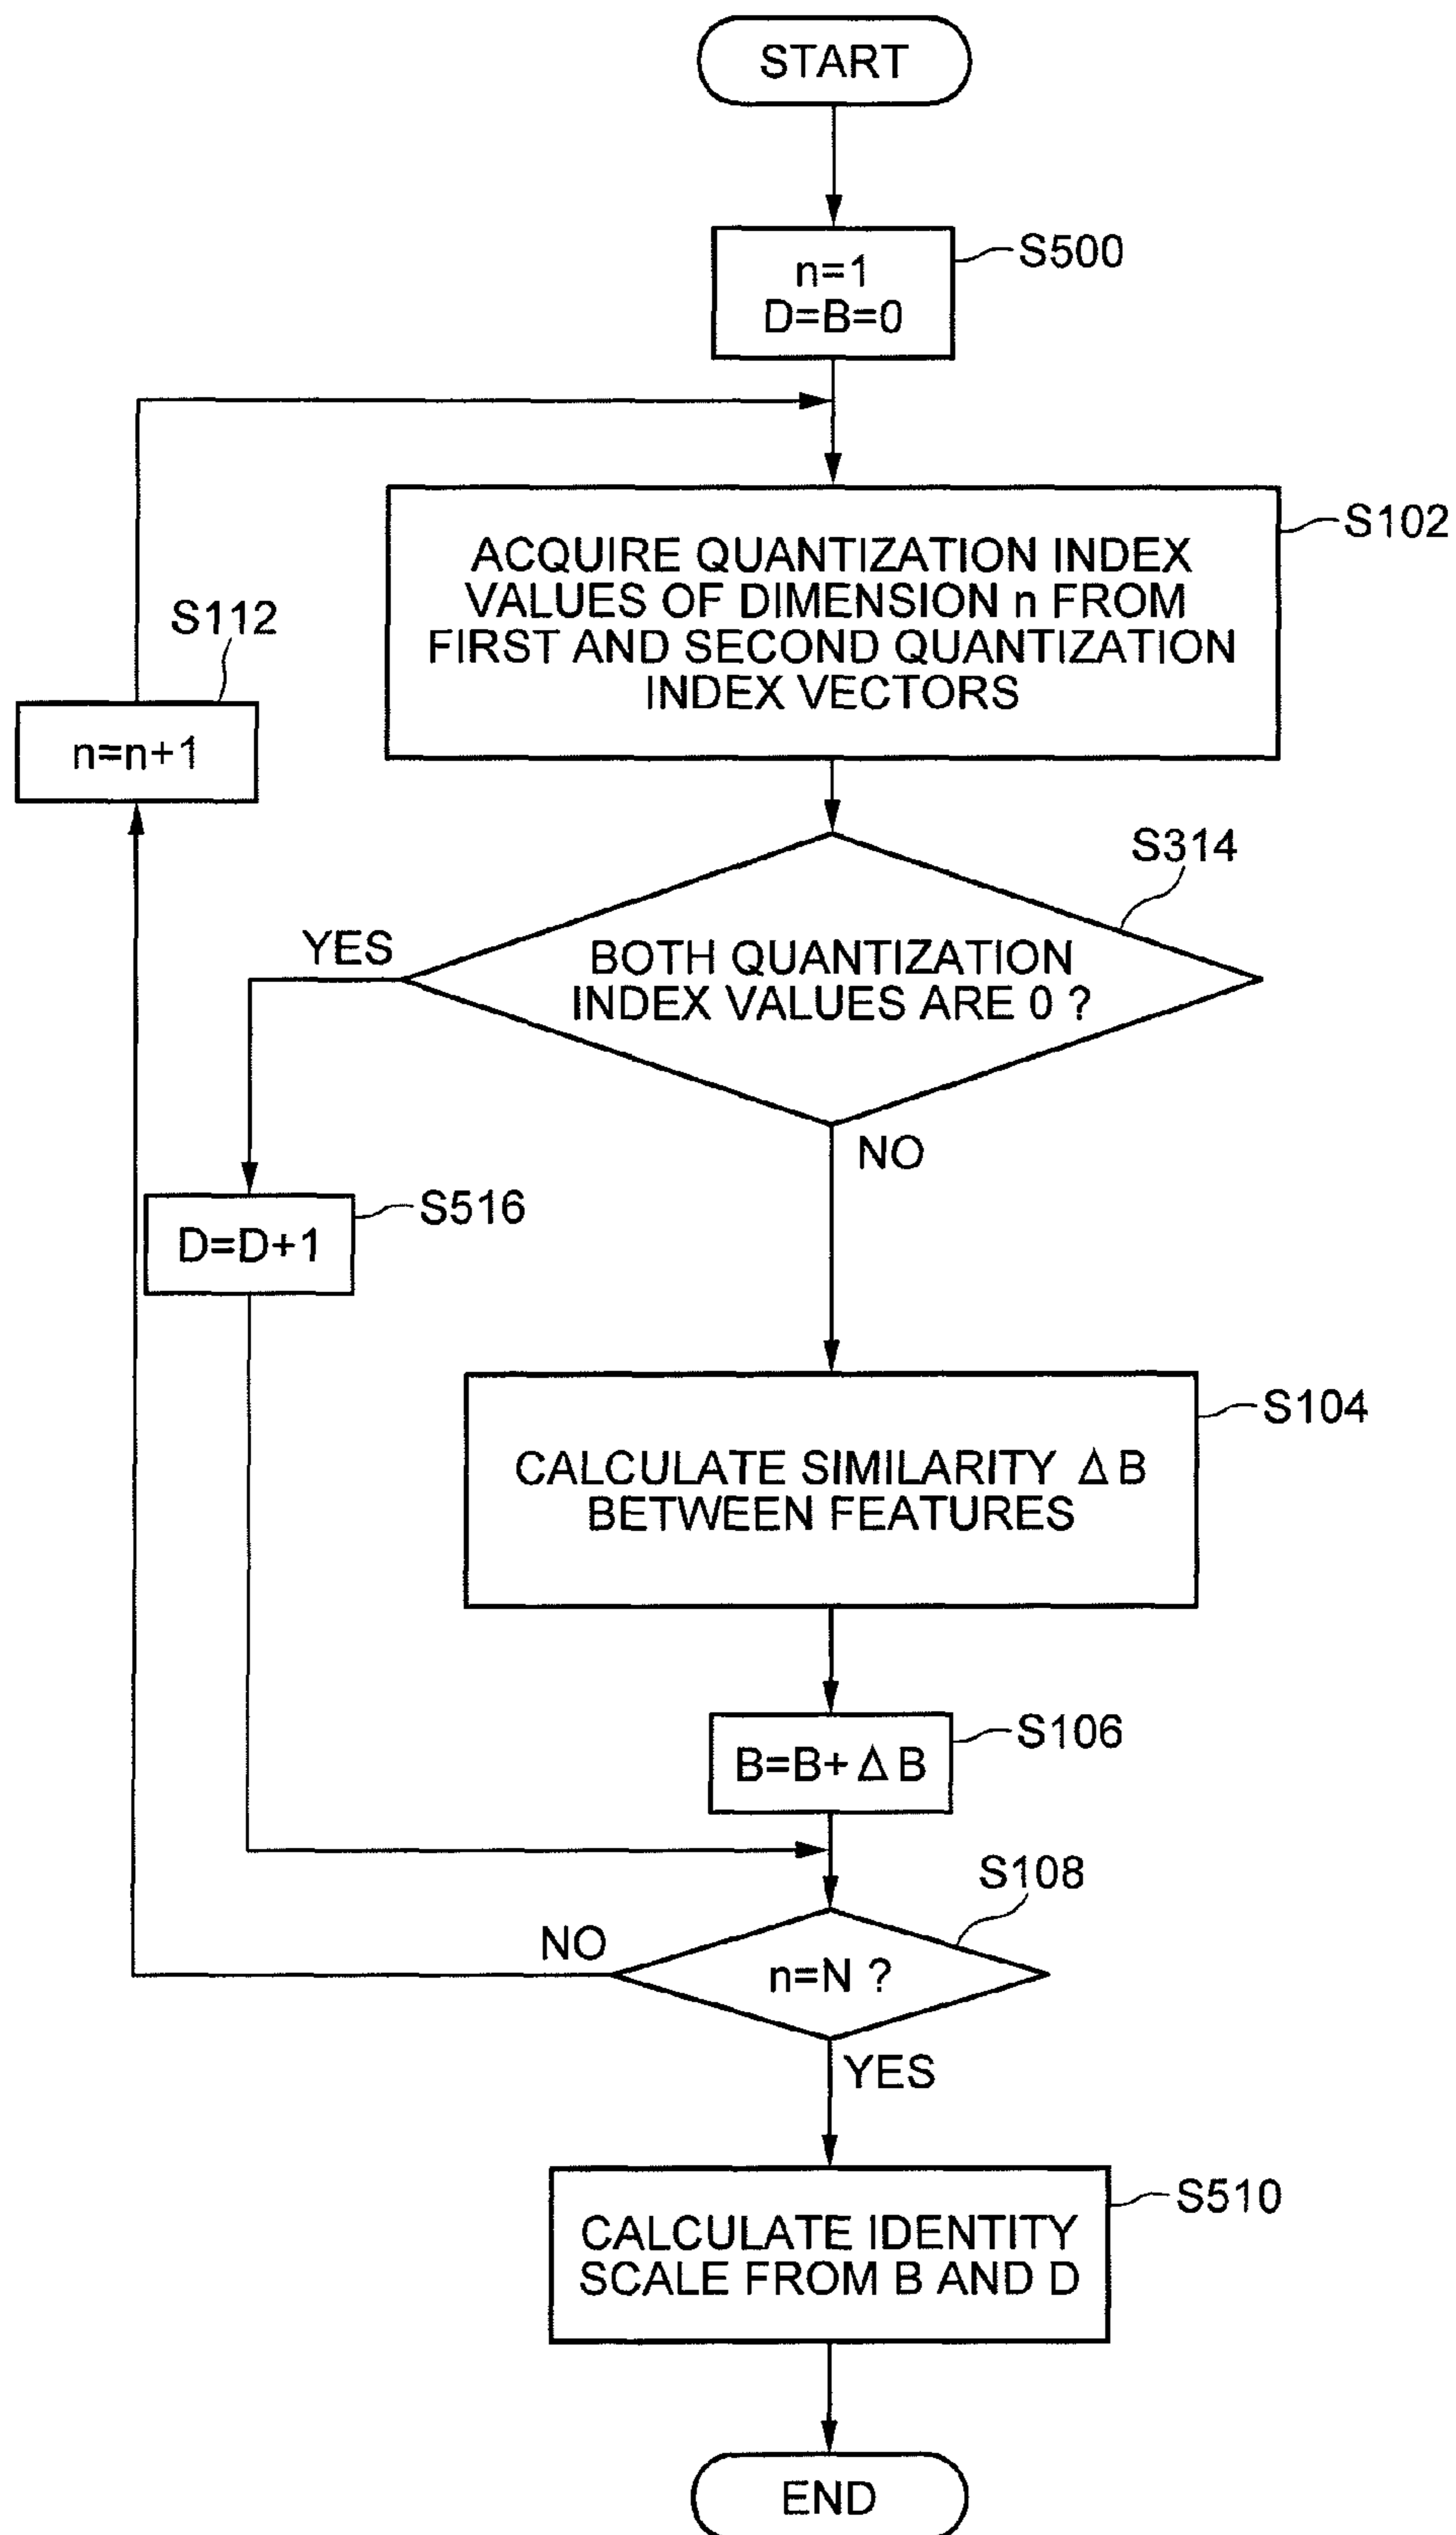 START
n=1
D=B=0
S500
ACQUIRE QUANTIZATION INDEX
VALUES OF DIMENSION n FROM
FIRST AND SECOND QUANTIZATION
INDEX VECTORS
S102
S112
n=n+1
S314
YES
BOTH QUANTIZATION
INDEX VALUES ARE 0 ?
NO
S516
D=D+1
S104
CALCULATE SIMILARITY ΔB
BETWEEN FEATURES
S106
B=B+ΔB
S108
NO
n=N ?
YES
S510
CALCULATE IDENTITY
SCALE FROM B AND D
END